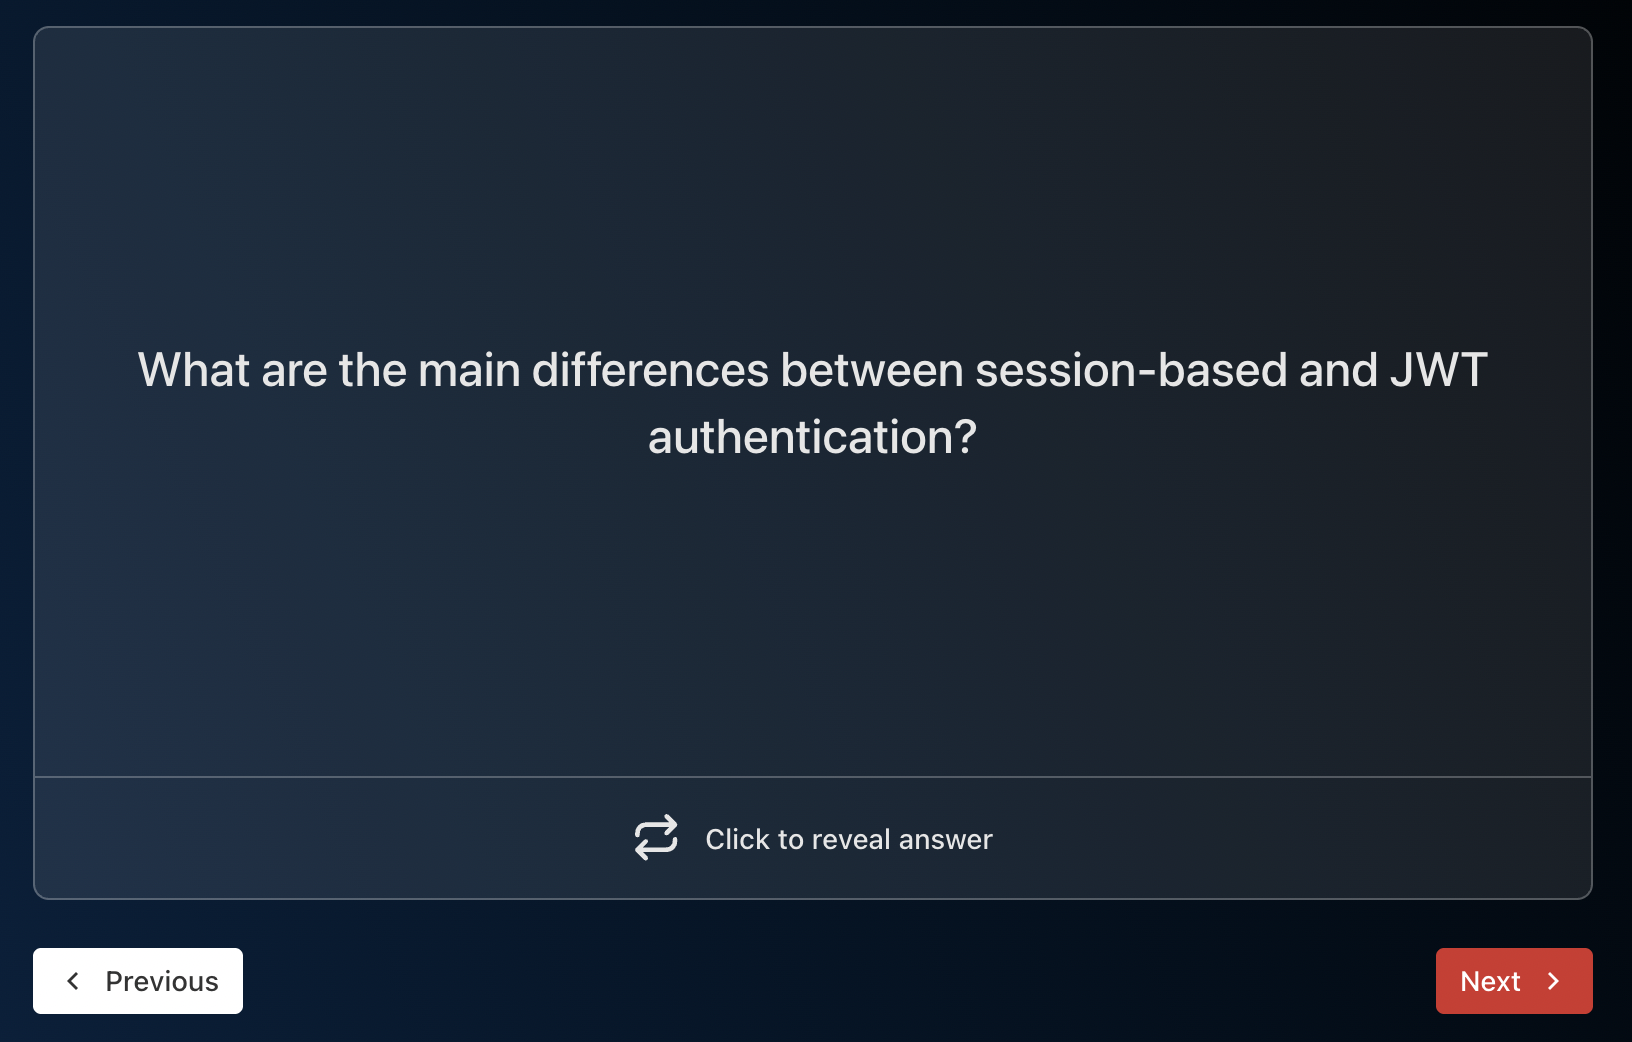 What are the main differences between session-based and JWT
authentication?
Click to reveal answer
Previous
Next